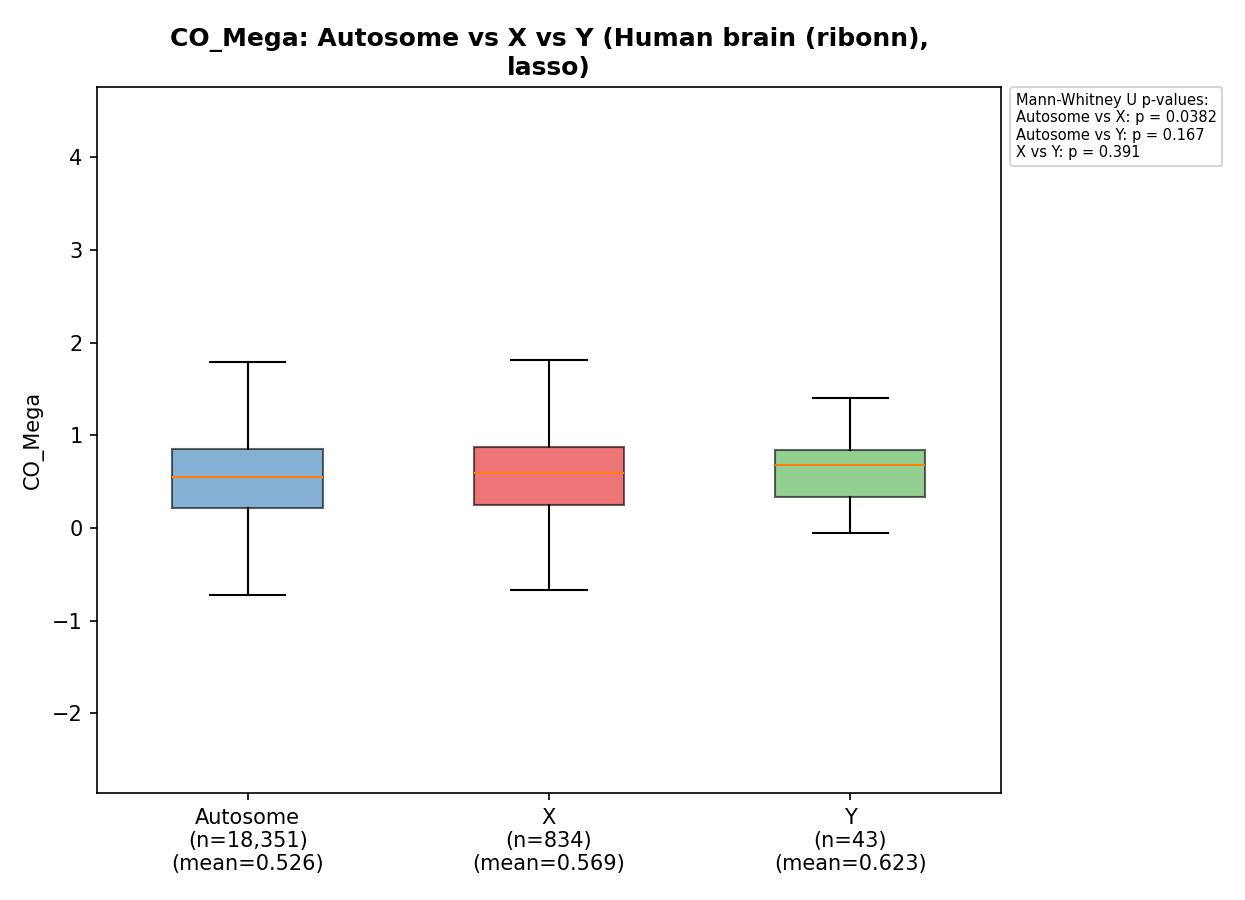 CO_Mega: Autosome vs X vs Y (Human brain (ribonn),
lasso)
Mann-Whitney U p-values:
Autosome vs X: p = 0.0382
Autosome vs Y: p = 0.167
X vs Y: p = 0.391
CO_Mega
4
3
2
1
0
−1
−2
Autosome
(n=18,351)
(mean=0.526)
X
(n=834)
(mean=0.569)
Y
(n=43)
(mean=0.623)